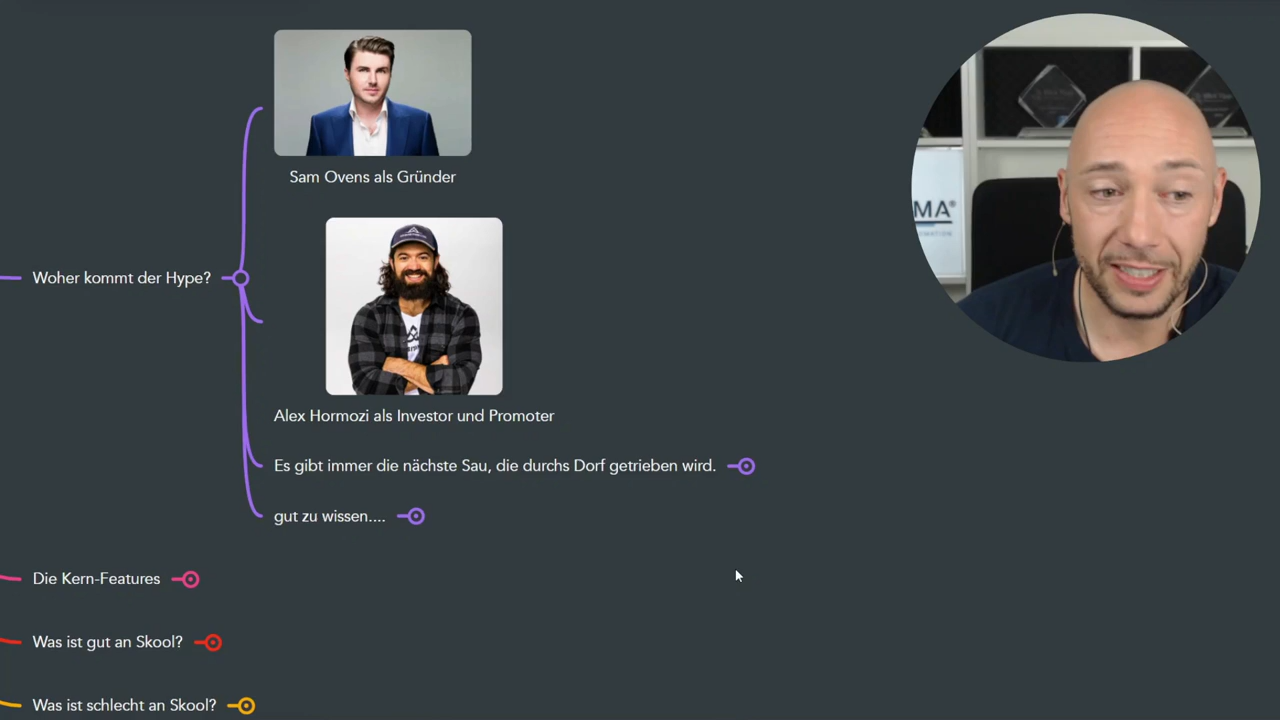 Sam Ovens als Gründer
Woher kommt der Hype?
Alex Hormozi als Investor und Promoter
Es gibt immer die nächste Sau, die durchs Dorf getrieben wird.
gut zu wissen....
Die Kern-Features
Was ist gut an Skool?
Was ist schlecht an Skool?
MA®